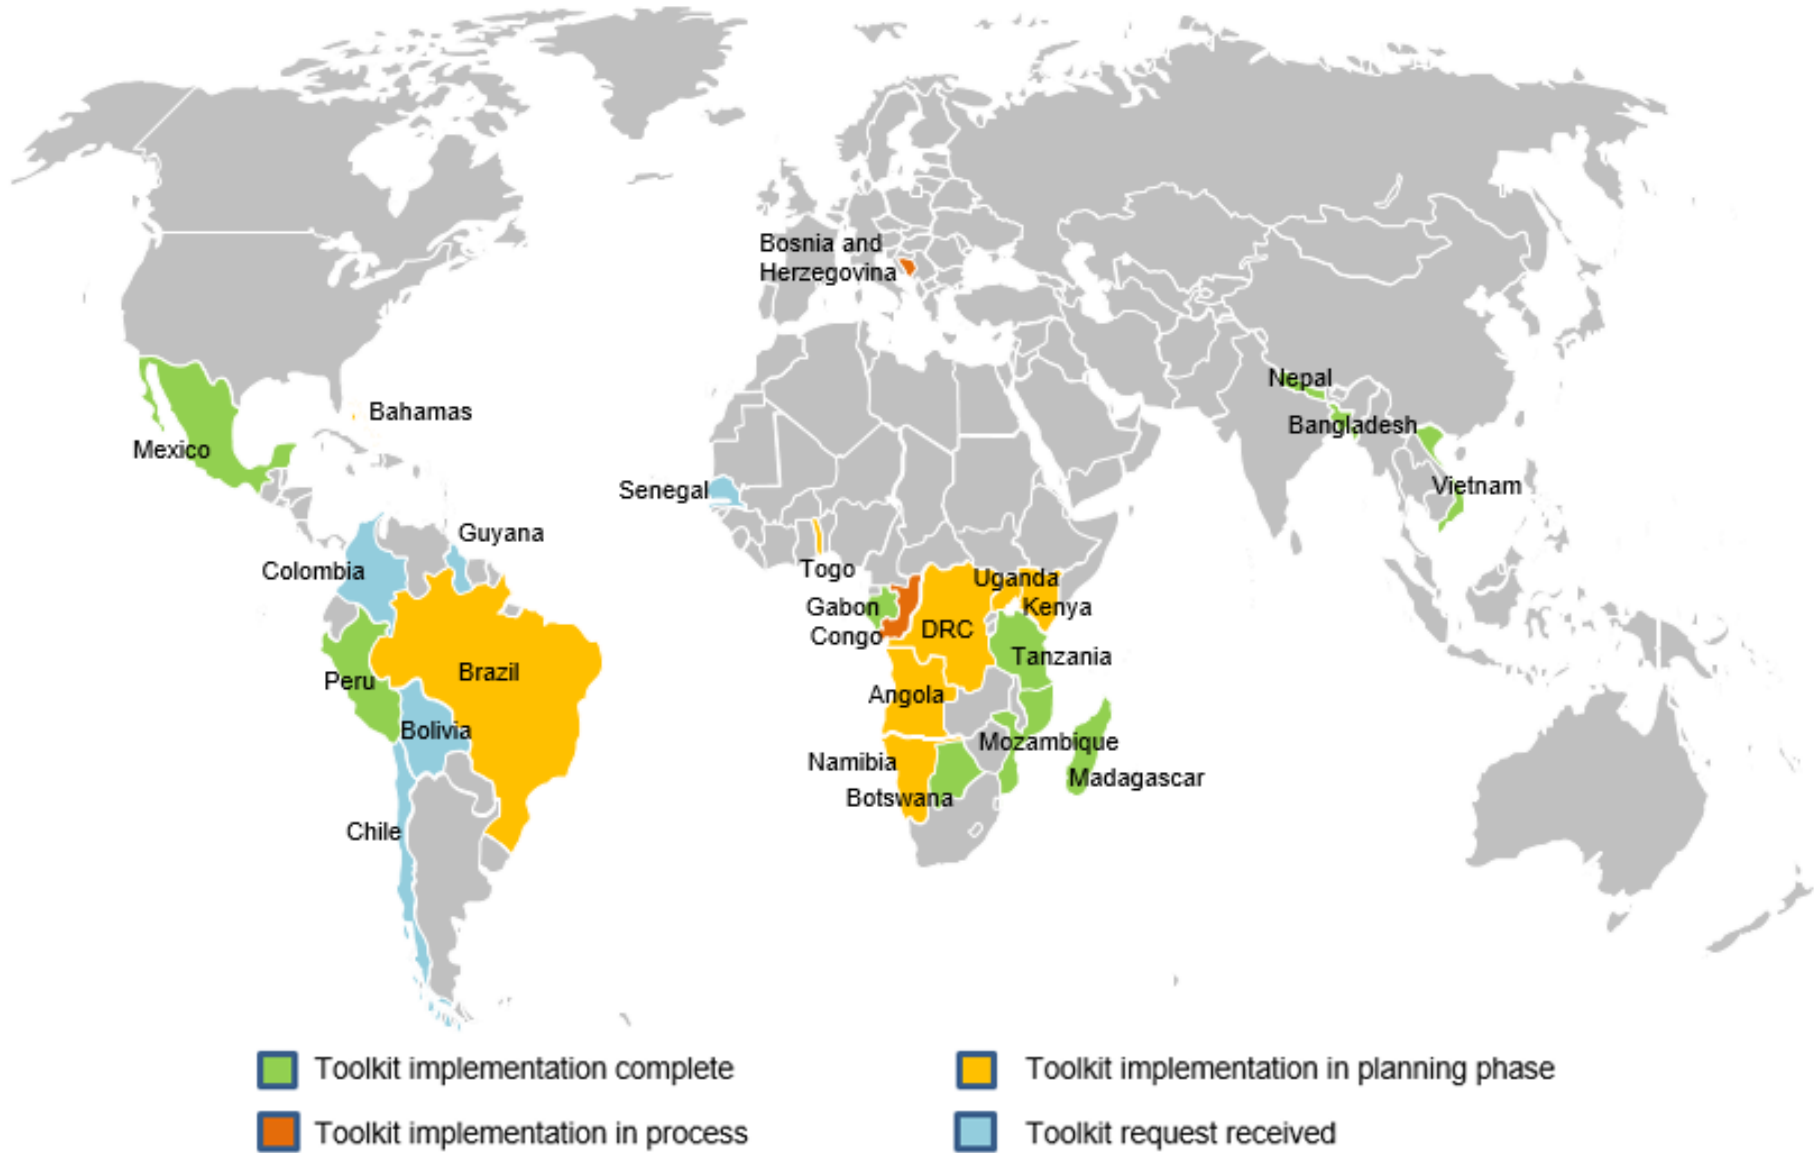 Bosnia and
Herzegovina
Nepal
Bahamas
Bangladesh
Mexico
Vietnam
Senegal
Guyana
Colombia
Togo
Uganda
Gabon
Kenya
Congo
DRC
Tanzania
Brazil
Peru
Angola
Bolivia
Mozambique
Namibia
Madagascar
Botswana
Chile
Toolkit implementation complete
Toolkit implementation in planning phase
Toolkit implementation in process
Toolkit request received